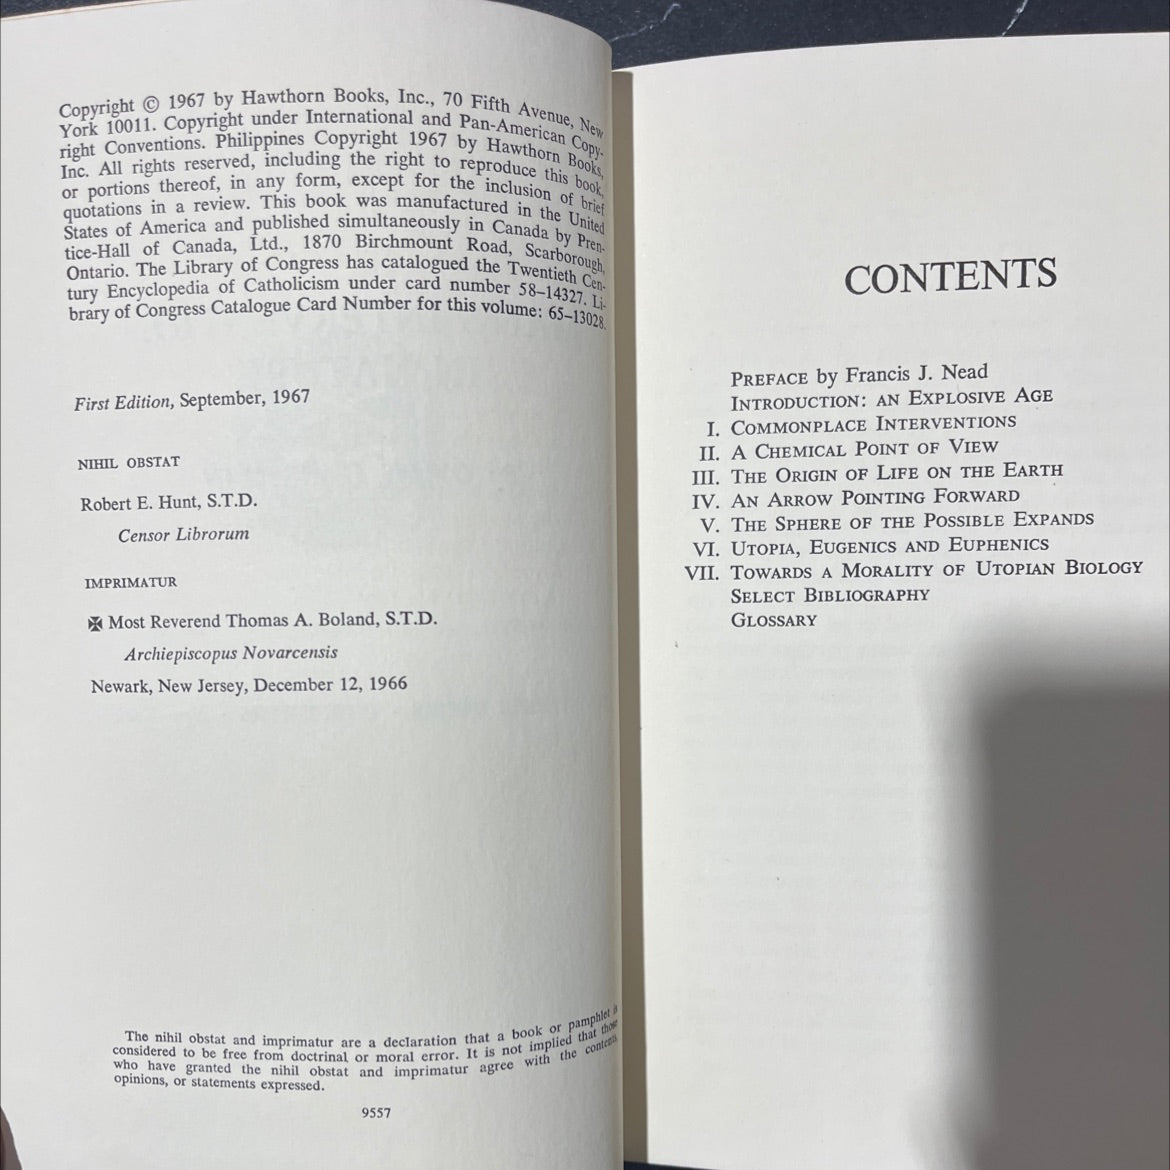 Copyright © 1967 by Hawthorn Books, Inc., 70 Fifth Avenue, New
York 10011. Copyright under International and Pan-American Copy-
right Conventions. Philippines Copyright 1967 by Hawthorn Books,
Inc. All rights reserved, including the right to reproduce this book,
or portions thereof, in any form, except for the inclusion of brief
quotations in a review. This book was manufactured in the United
States of America and published simultaneously in Canada by Pren-
tice-Hall of Canada, Ltd., 1870 Birchmount Road, Scarborough,
Ontario. The Library of Congress has catalogued the Twentieth Cen-
tury Encyclopedia of Catholicism under card number 58–14327. Li-
brary of Congress Catalogue Card Number for this volume: 65–13028.
First Edition, September, 1967
NIHIL OBSTAT
Robert E. Hunt, S.T.D.
Censor Librorum
IMPRIMATUR
✠ Most Reverend Thomas A. Boland, S.T.D.
Archiepiscopus Novarcensis
Newark, New Jersey, December 12, 1966
The nihil obstat and imprimatur are a declaration that a book or pamphlet is
considered to be free from doctrinal or moral error. It is not implied that those
who have granted the nihil obstat and imprimatur agree with the contents,
opinions, or statements expressed.
9557
CONTENTS
PREFACE by Francis J. Nead
INTRODUCTION: AN EXPLOSIVE AGE
I. COMMONPLACE INTERVENTIONS
II. A CHEMICAL POINT OF VIEW
III. THE ORIGIN OF LIFE ON THE EARTH
IV. AN ARROW POINTING FORWARD
V. THE SPHERE OF THE POSSIBLE EXPANDS
VI. UTOPIA, EUGENICS AND EUPHENICS
VII. TOWARDS A MORALITY OF UTOPIAN BIOLOGY
SELECT BIBLIOGRAPHY
GLOSSARY